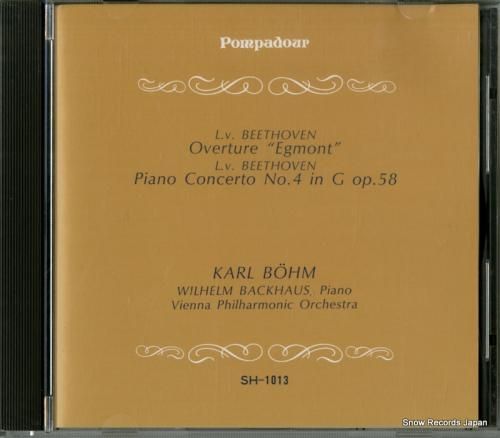 Pompadour
L.v. BEETHOVEN
Overture “Egmont”
L.v. BEETHOVEN
Piano Concerto No.4 in G op.58
KARL BÖHM
WILHELM BACKHAUS, Piano
Vienna Philharmonic Orchestra
SH-1013
Snow Records Japan